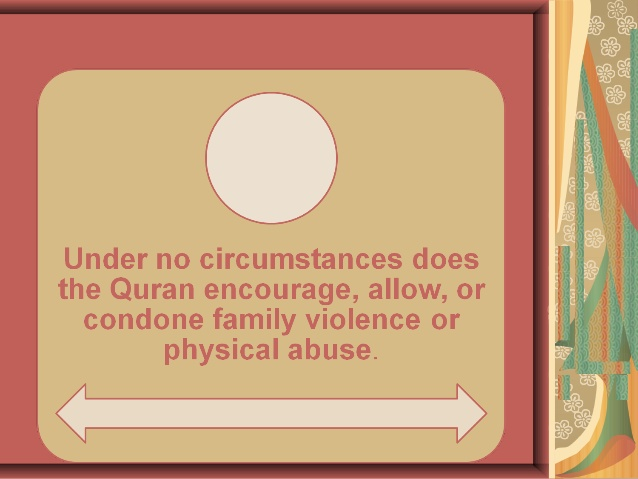 Under no circumstances does
the Quran encourage, allow, or
condone family violence or
physical abuse.